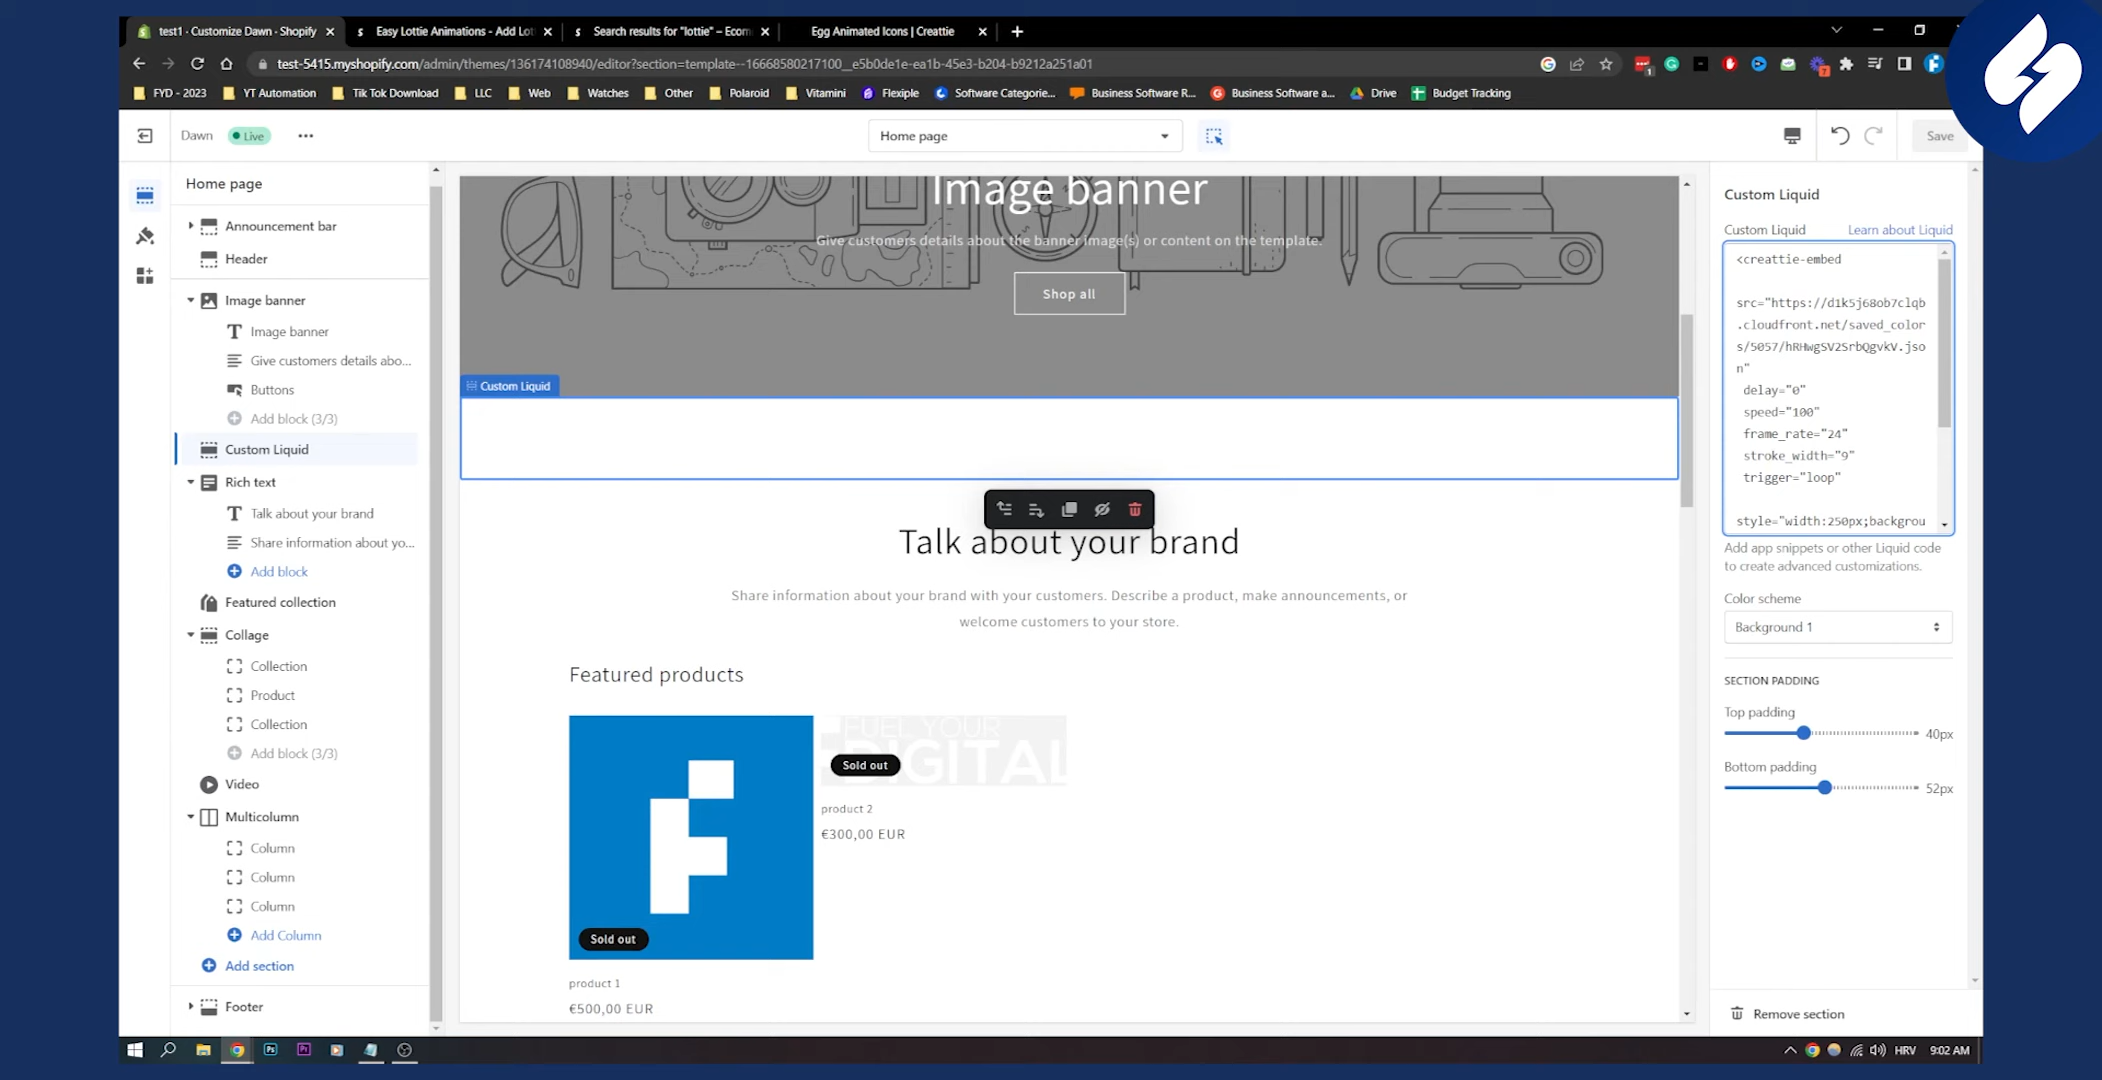 test1 · Customize Dawn · Shopify
Easy Lottie Animations - Add Lot
Search results for "lottie" – Ecom
Egg Animated Icons | Creattie
test-5415.myshopify.com/admin/themes/136174108940/editor?section=template--16668580217100__e5b0de1e-ea1b-45e3-b204-b9212a251a01
FYD - 2023
YT Automation
Tik Tok Download
LLC
Web
Watches
Other
Polaroid
Vitamini
Flexiple
Software Categorie...
Business Software R...
Business Software a...
Drive
Budget Tracking
Dawn
Live
Home page
Save
Home page
Announcement bar
Header
Image banner
Image banner
Give customers details abo...
Buttons
Add block (3/3)
Custom Liquid
Rich text
Talk about your brand
Share information about yo...
Add block
Featured collection
Collage
Collection
Product
Collection
Add block (3/3)
Video
Multicolumn
Column
Column
Column
Add Column
Add section
Footer
Image banner
Give customers details about the banner image(s) or content on the template.
Shop all
Custom Liquid
Talk about your brand
Share information about your brand with your customers. Describe a product, make announcements, or
welcome customers to your store.
Featured products
Sold out
product 1
€500,00 EUR
FUEL YOUR
DIGITAL
Sold out
product 2
€300,00 EUR
Custom Liquid
Custom Liquid
Learn about Liquid
<creattie-embed
src="https://d1k5j68ob7clqb
.cloudfront.net/saved_color
s/5057/hRHwgSV2SrbQgvkV.jso
n"
delay="0"
speed="100"
frame_rate="24"
stroke_width="9"
trigger="loop"
style="width:250px;backgrou
Add app snippets or other Liquid code
to create advanced customizations.
Color scheme
Background 1
SECTION PADDING
Top padding
40px
Bottom padding
52px
Remove section
HRV
9:02 AM